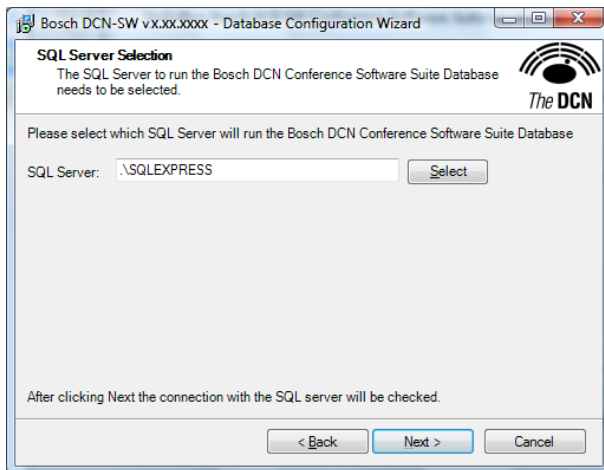 Bosch DCN-SW v.x.xx.xxxx - Database Configuration Wizard
SQL Server Selection
The SQL Server to run the Bosch DCN Conference Software Suite Database
needs to be selected.
The DCN
Please select which SQL Server will run the Bosch DCN Conference Software Suite Database
SQL Server:
.\SQLEXPRESS
Select
After clicking Next the connection with the SQL server will be checked.
< Back
Next >
Cancel